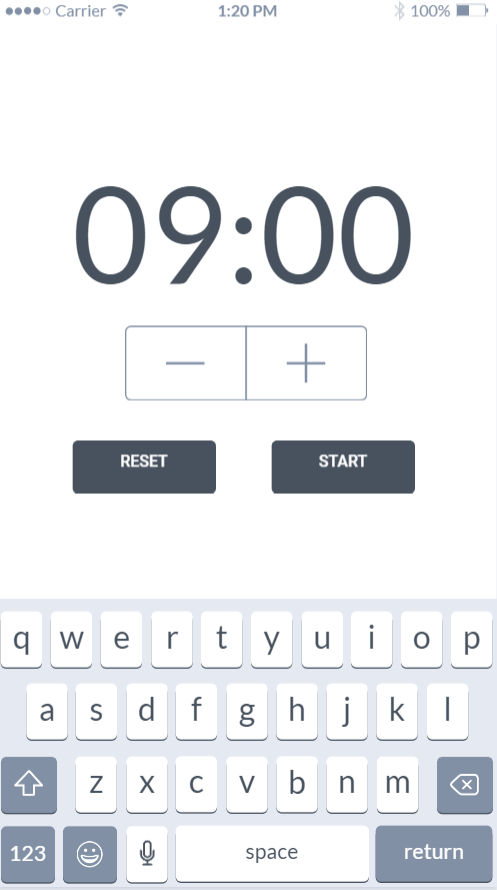 Carrier 1:20 PM 100%
09:00
RESET START
q w e r t y u i o p
a s d f g h j k l
z x c v b n m
123 space return